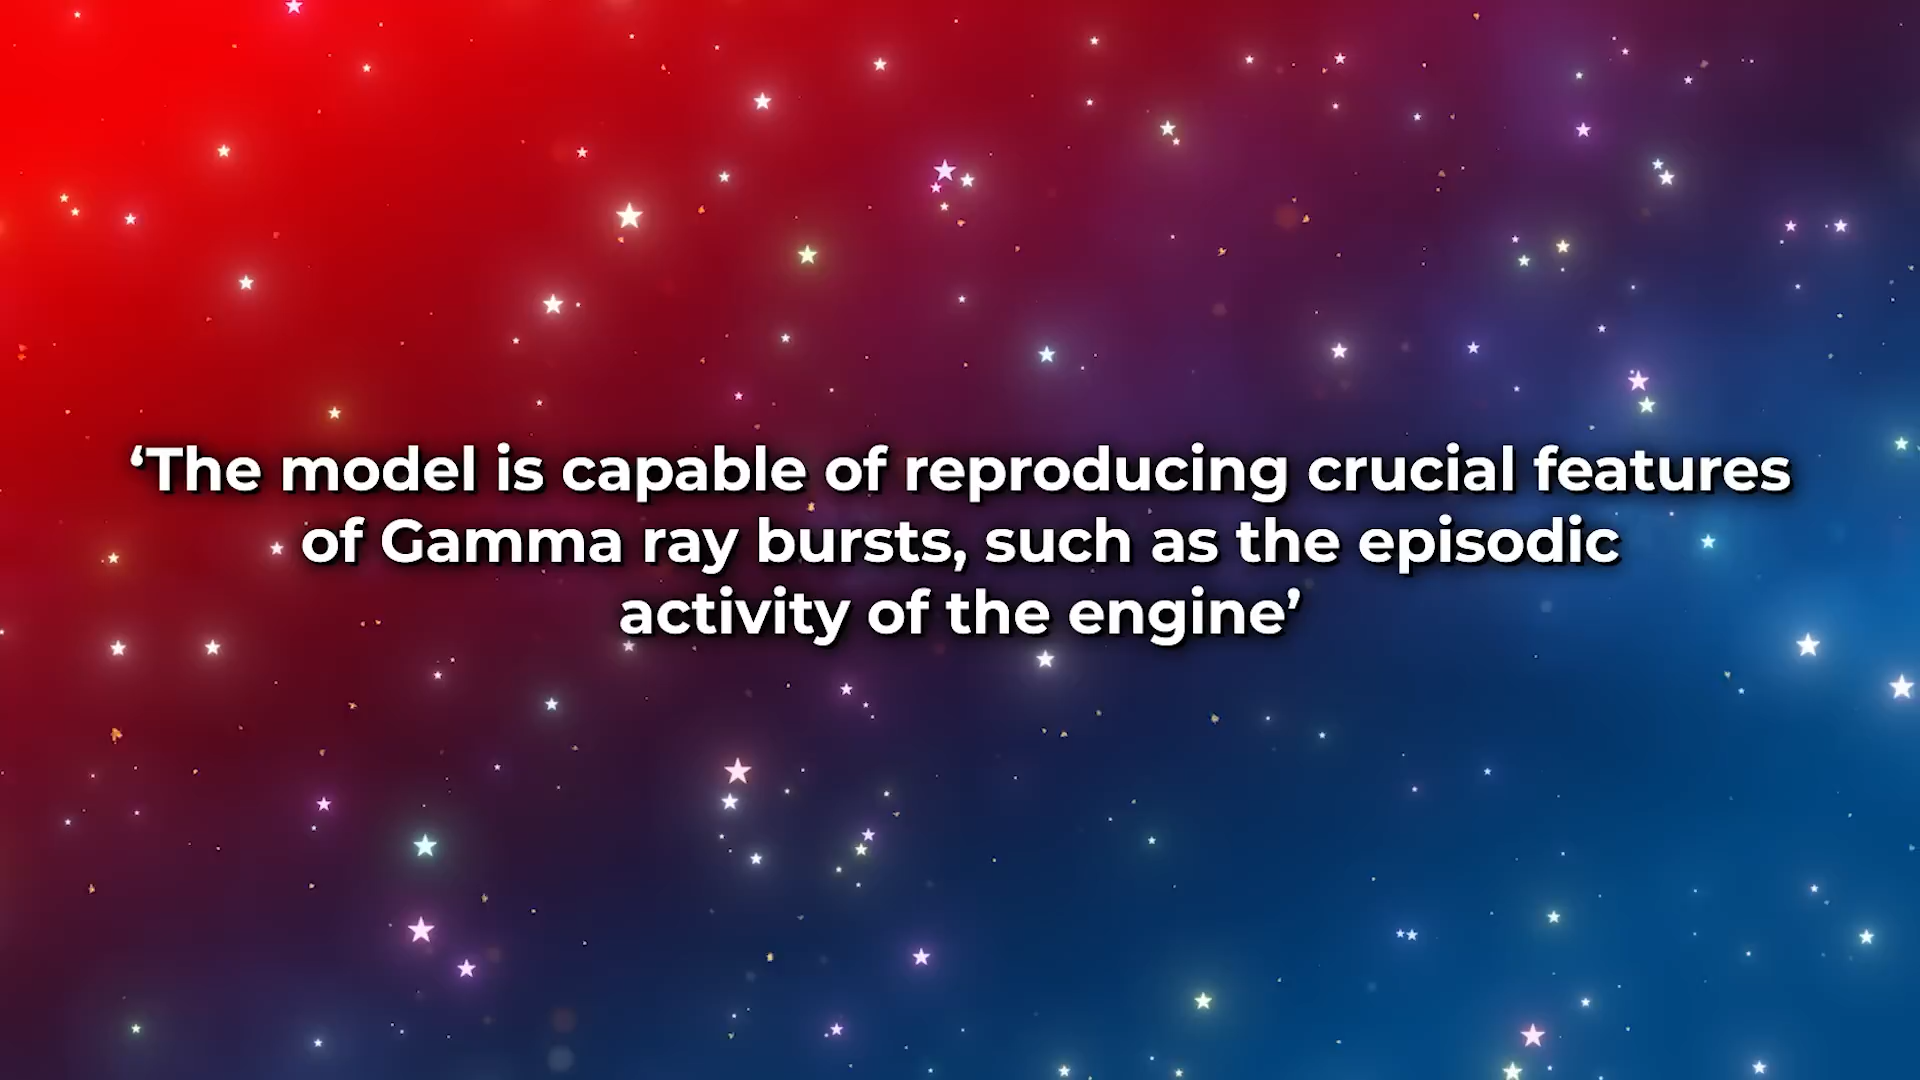 ‘The model is capable of reproducing crucial features
of Gamma ray bursts, such as the episodic
activity of the engine’